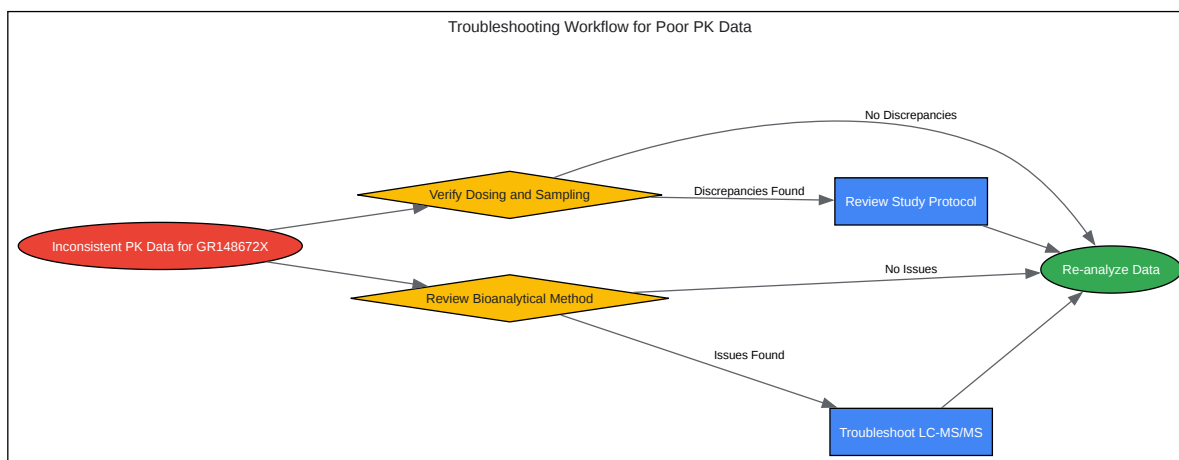 Troubleshooting Workflow for Poor PK Data
No Discrepancies
Verify Dosing and Sampling
Discrepancies Found
Review Study Protocol
Inconsistent PK Data for GR148672X
No Issues
Re-analyze Data
Review Bioanalytical Method
Issues Found
Troubleshoot LC-MS/MS